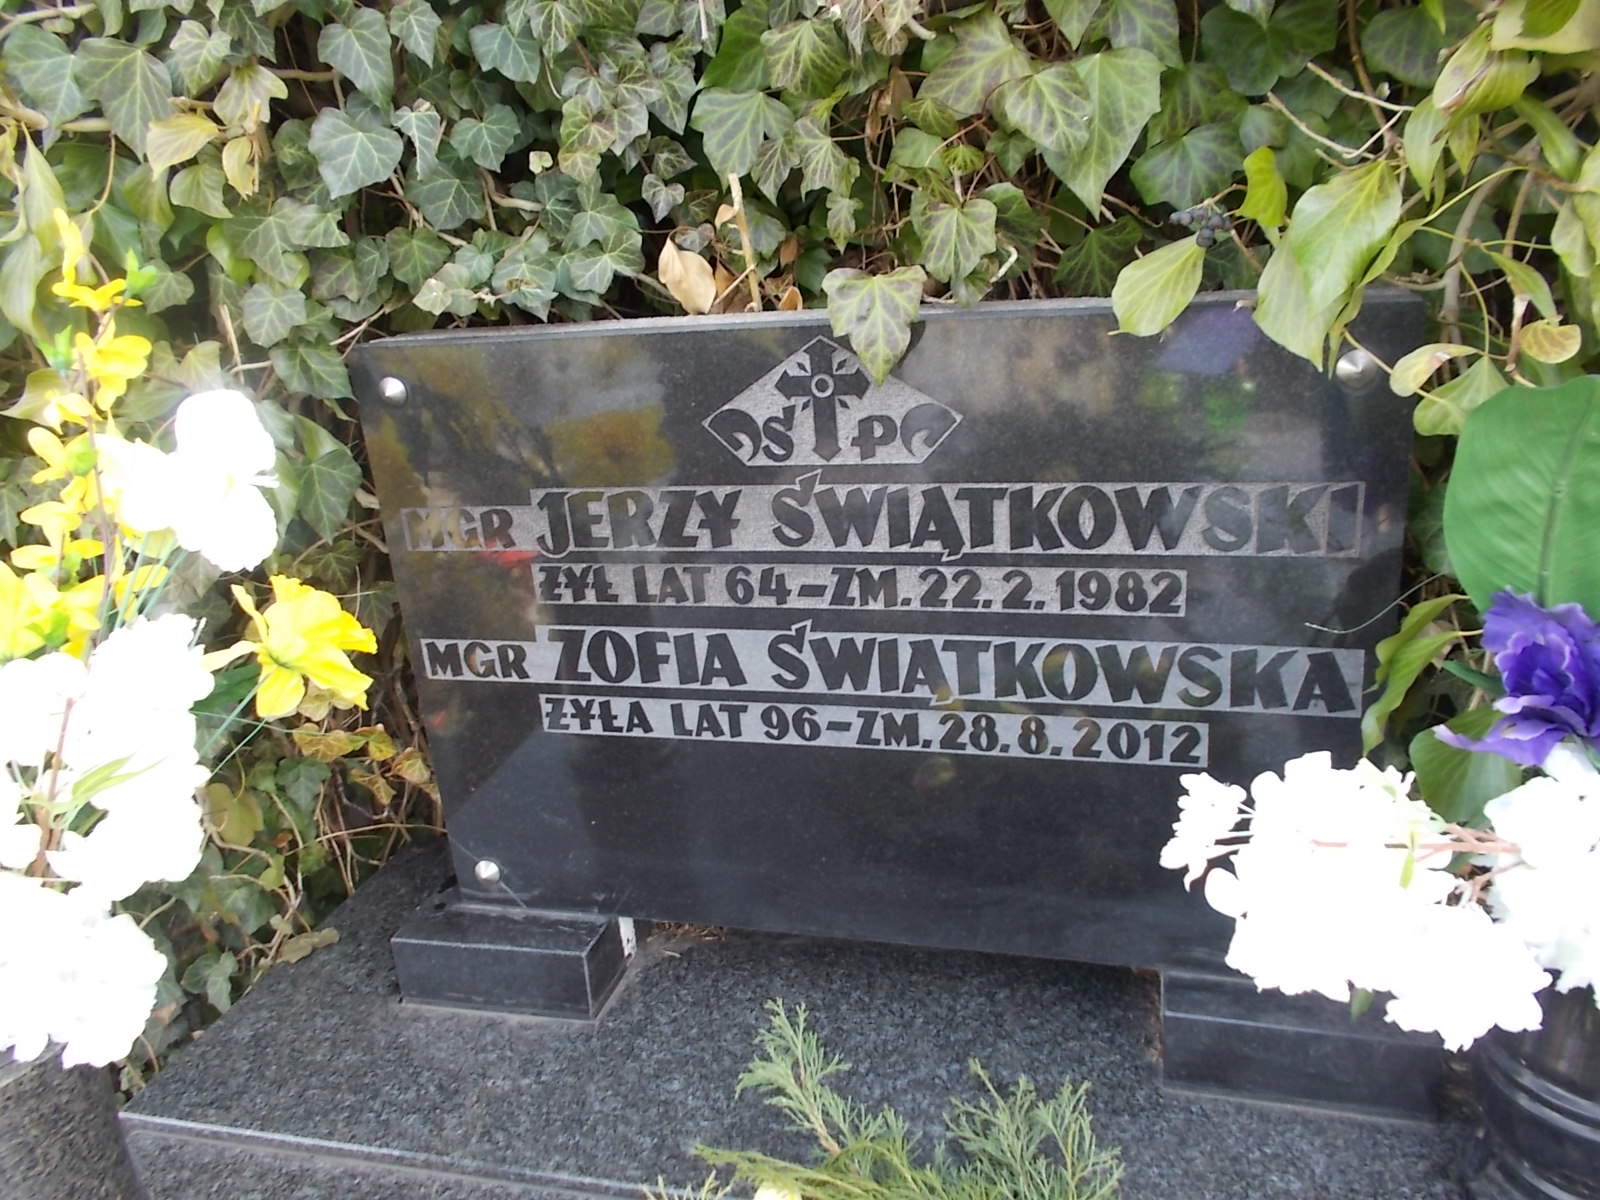 Ś P
MGR JERZY ŚWIĄTKOWSKI
ŻYŁ LAT 64-ZM. 22. 2. 1982
MGR ZOFIA ŚWIĄTKOWSKA
ŻYŁA LAT 96-ZM. 28. 8. 2012